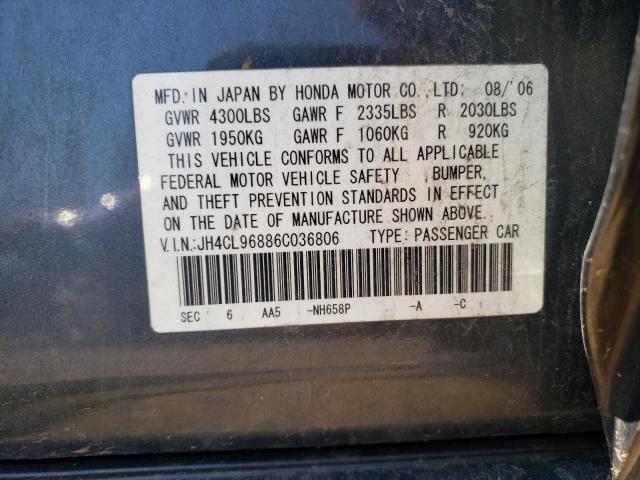 MFD. IN JAPAN BY HONDA MOTOR CO.,LTD; 08/'06
GVWR 4300LBS GAWR F 2335LBS R 2030LBS
GVWR 1950KG GAWR F 1060KG R 920KG
THIS VEHICLE CONFORMS TO ALL APPLICABLE
FEDERAL MOTOR VEHICLE SAFETY ,BUMPER,
AND THEFT PREVENTION STANDARDS IN EFFECT
ON THE DATE OF MANUFACTURE SHOWN ABOVE.
V.I.N.:JH4CL96886C036806 TYPE: PASSENGER CAR
SEC 6 AA5 -NH658P -A -C